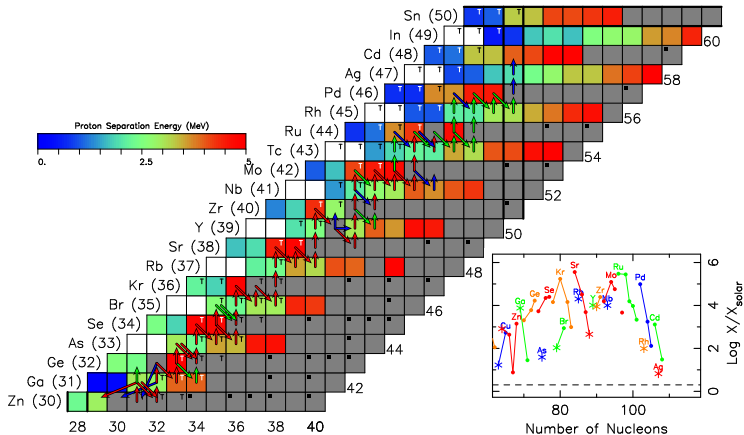 Sn (50)
In (49)
60
Cd (48)
Ag (47)
58
Pd (46)
Rh (45)
56
Proton Separation Energy (MeV)
Ru (44)
Tc (43)
54
0. 2.5 5
Mo (42)
Nb (41)
52
Zr (40)
Y (39)
50
Sr (38)
Rb (37)
48
Kr (36)
Br (35)
46
Se (34)
As (33)
44
Ge (32)
Ga (31)
42
Zn (30)
28 30 32 34 36 38 40
Log X/Xsolar
6
4
2
0
80 100
Number of Nucleons
Cu
Zn
Ga
Ge
As
Se
Br
Kr
Rb
Sr
Y
Zr
Nb
Mo
Ru
Rh
Pd
Ag
Cd